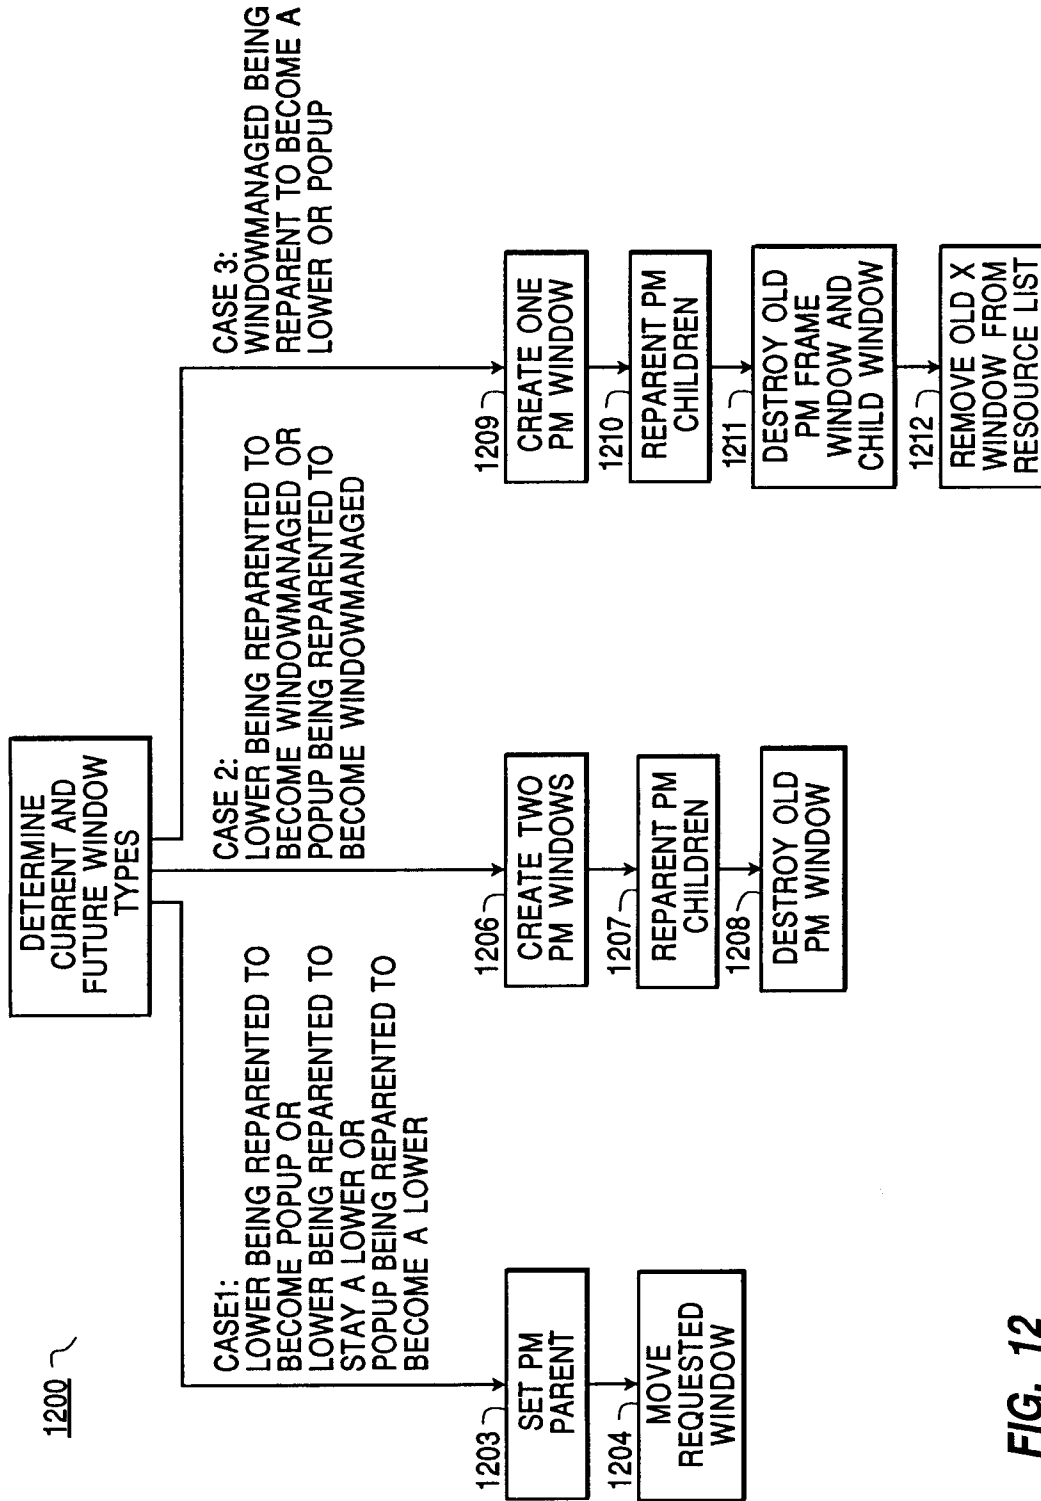 1200
DETERMINE
CURRENT AND
FUTURE WINDOW
TYPES
CASE1:
LOWER BEING REPARENTED TO
BECOME POPUP OR
LOWER BEING REPARENTED TO
STAY A LOWER OR
POPUP BEING REPARENTED TO
BECOME A LOWER
1203
SET PM
PARENT
1204
MOVE
REQUESTED
WINDOW
CASE 2:
LOWER BEING REPARENTED TO
BECOME WINDOWMANAGED OR
POPUP BEING REPARENTED TO
BECOME WINDOWMANAGED
1206
CREATE TWO
PM WINDOWS
1207
REPARENT PM
CHILDREN
1208
DESTROY OLD
PM WINDOW
CASE 3:
WINDOWMANAGED BEING
REPARENT TO BECOME A
LOWER OR POPUP
1209
CREATE ONE
PM WINDOW
1210
REPARENT PM
CHILDREN
1211
DESTROY OLD
PM FRAME
WINDOW AND
CHILD WINDOW
1212
REMOVE OLD X
WINDOW FROM
RESOURCE LIST
FIG. 12